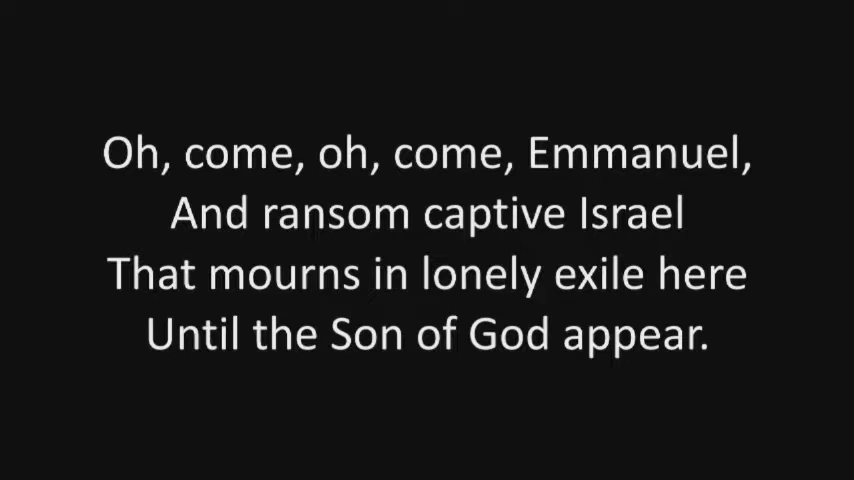 Oh, come, oh, come, Emmanuel,
And ransom captive Israel
That mourns in lonely exile here
Until the Son of God appear.